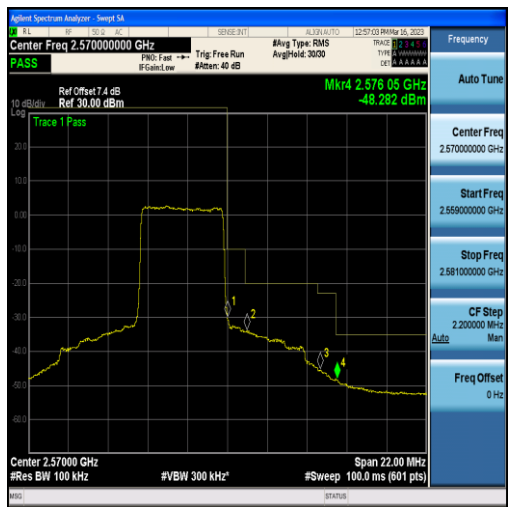 Agilent Spectrum Analyzer - Swept SA
RL RF 50 Ω AC SENSE:INT ALIGN AUTO 12:57:03 PM Mar 16, 2023
Center Freq 2.570000000 GHz
PASS
PNO: Fast
IFGain:Low
Trig: Free Run
#Atten: 40 dB
#Avg Type: RMS
Avg|Hold: 30/30
TRACE 1 2 3 4 5 6
TYPE A WWWWW
DET A A A A A A
Ref Offset 7.4 dB
10 dB/div Ref 30.00 dBm
Mkr4 2.576 05 GHz
-48.282 dBm
Log
Trace 1 Pass
20.0
10.0
0.00
-10.0
-20.0
-30.0
-40.0
-50.0
-60.0
1
2
3
4
Center 2.57000 GHz
#Res BW 100 kHz
#VBW 300 kHz*
Span 22.00 MHz
#Sweep 100.0 ms (601 pts)
MSG
STATUS
Frequency
Auto Tune
Center Freq
2.570000000 GHz
Start Freq
2.559000000 GHz
Stop Freq
2.581000000 GHz
CF Step
2.200000 MHz
Auto Man
Freq Offset
0 Hz